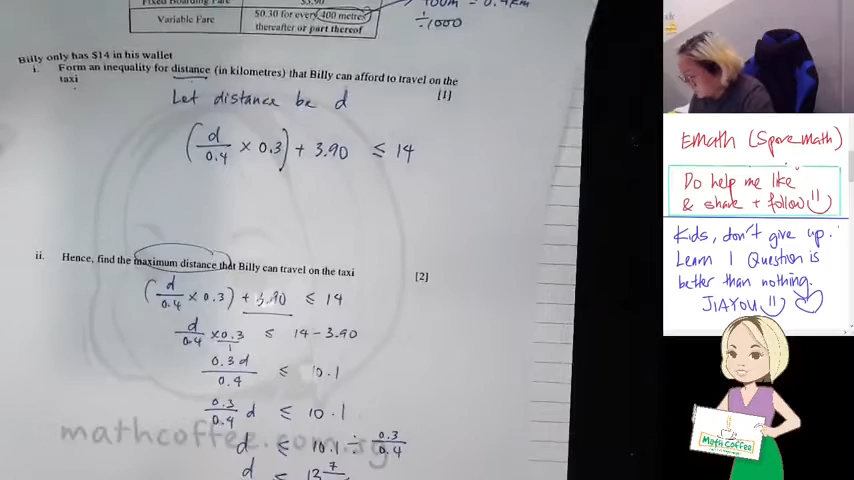 Fixed Boarding Fare
$3.90
Variable Fare
$0.30 for every 400 metres
thereafter or part thereof
400m = 0.4km
÷1000
Billy only has $14 in his wallet
i. Form an inequality for distance (in kilometres) that Billy can afford to travel on the
taxi
[1]
Let distance be d
(d/0.4 × 0.3) + 3.90 ≤ 14
ii. Hence, find the maximum distance that Billy can travel on the taxi
[2]
(d/0.4 × 0.3) + 3.90 ≤ 14
d/0.4 × 0.3/1 ≤ 14 - 3.90
0.3d/0.4 ≤ 10.1
0.3/0.4 d ≤ 10.1
d ≤ 10.1 ÷ 0.3/0.4
d ≤ 13 7
mathcoffee.com.sg
Emath (Spore math)
Do help me like
& share + follow
Kids, don't give up.
Learn 1 Question is
better than nothing.
JIAYOU
Math Coffee